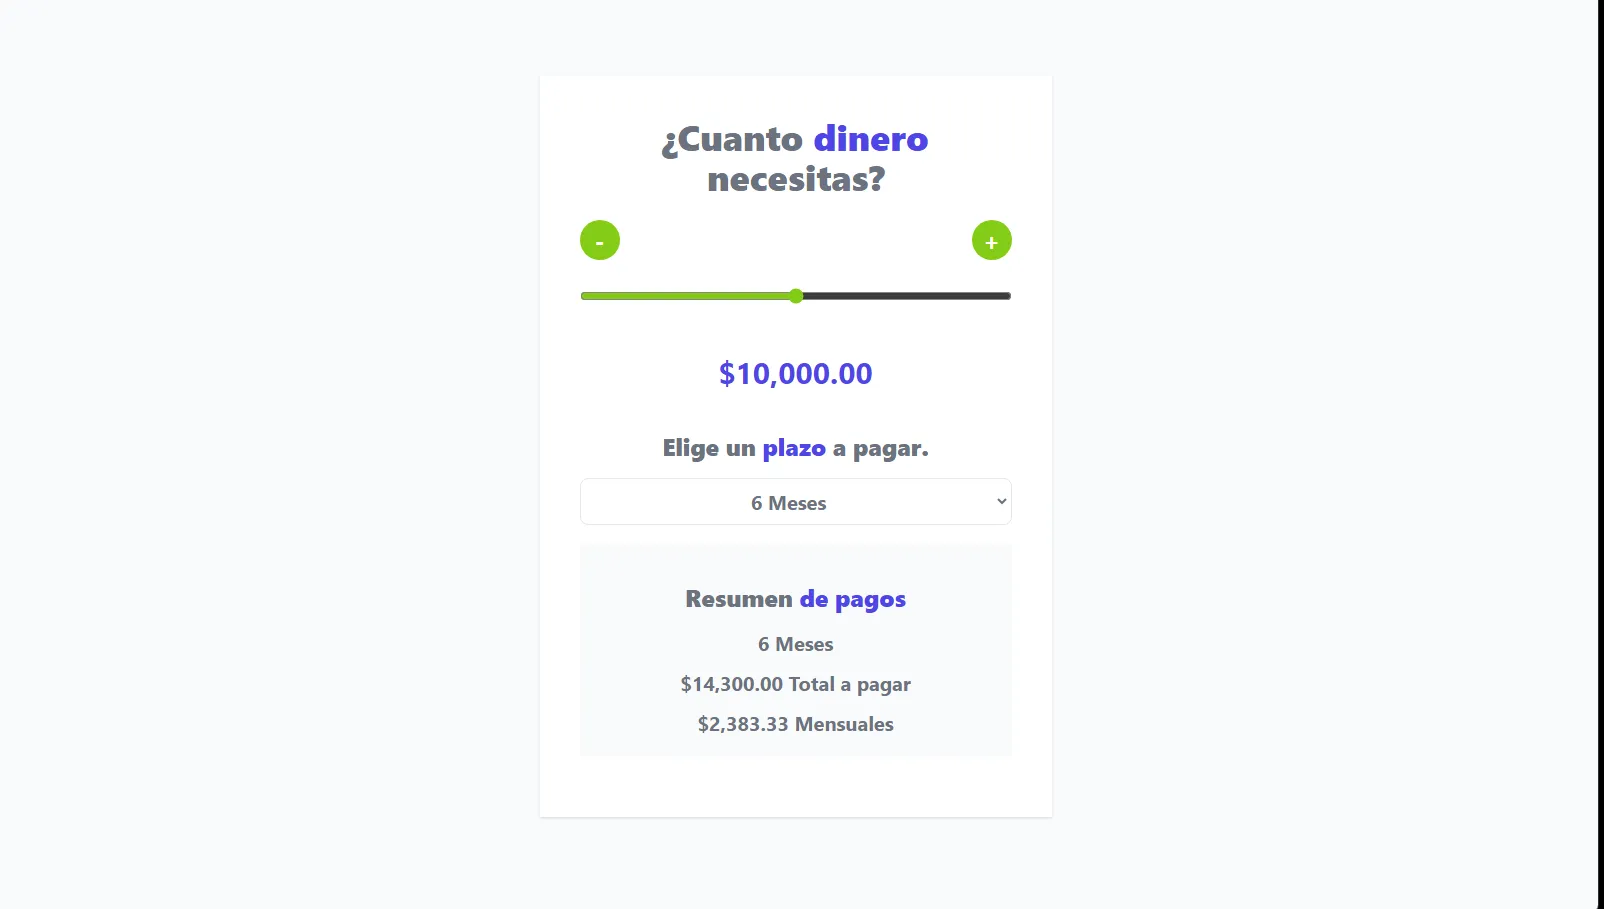 ¿Cuanto dinero
necesitas?
-
+
$10,000.00
Elige un plazo a pagar.
6 Meses
Resumen de pagos
6 Meses
$14,300.00 Total a pagar
$2,383.33 Mensuales